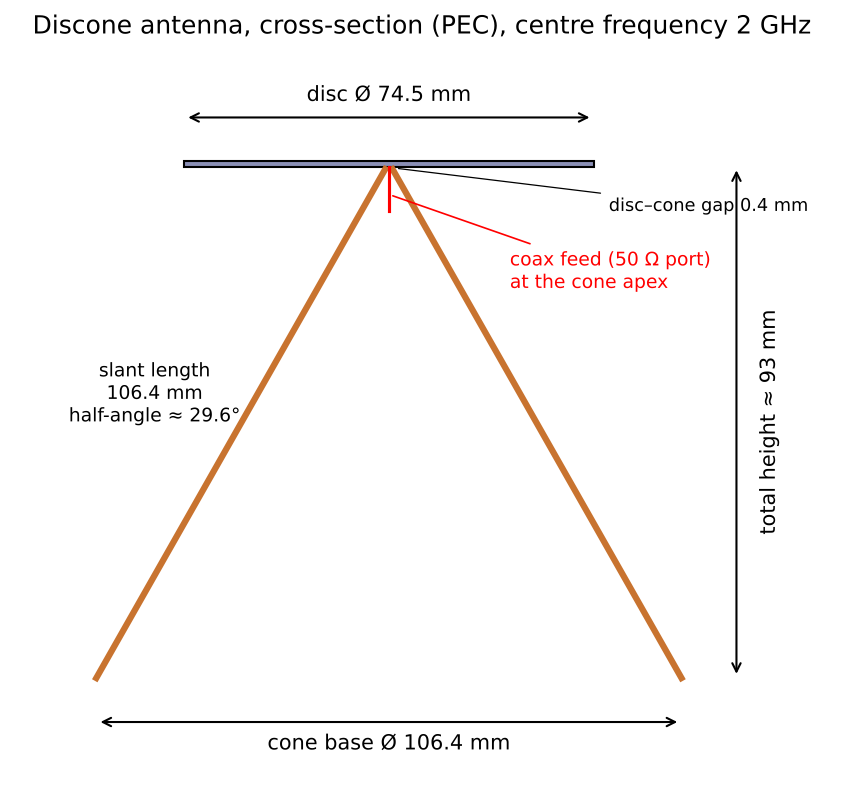 Discone antenna, cross-section (PEC), centre frequency 2 GHz
disc Ø 74.5 mm
disc–cone gap 0.4 mm
coax feed (50 Ω port)
at the cone apex
slant length
106.4 mm
half-angle ≈ 29.6°
total height ≈ 93 mm
cone base Ø 106.4 mm